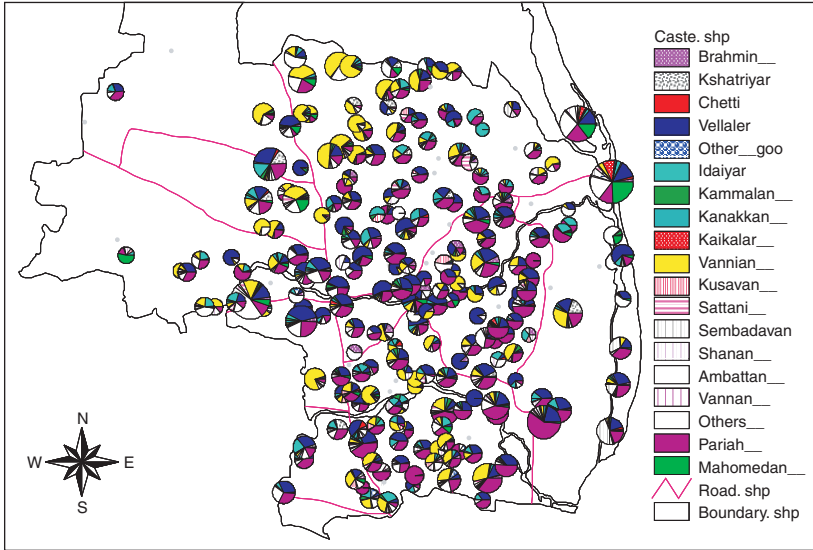 Caste. shp
Brahmin__
Kshatriyar
Chetti
Vellaler
Other__goo
Idaiyar
Kammalan__
Kanakkan__
Kaikalar__
Vannian__
Kusavan__
Sattani__
Sembadavan
Shanan__
Ambattan__
Vannan__
Others__
Pariah__
Mahomedan__
Road. shp
Boundary. shp
N
W E
S